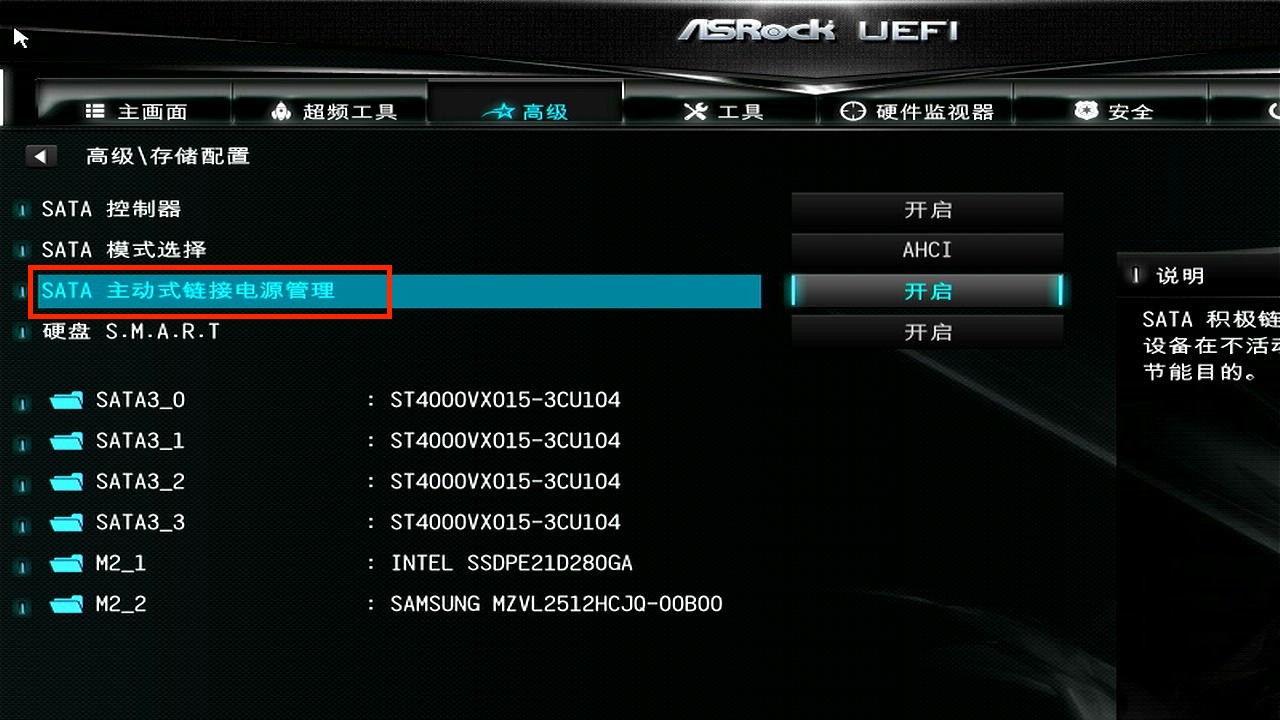 ASRock UEFI
主画面 超频工具 高级 工具 硬件监视器 安全
高级\存储配置
SATA 控制器 开启
SATA 模式选择 AHCI
SATA 主动式链接电源管理 开启
硬盘 S.M.A.R.T 开启
SATA3_0 : ST4000VX015-3CU104
SATA3_1 : ST4000VX015-3CU104
SATA3_2 : ST4000VX015-3CU104
SATA3_3 : ST4000VX015-3CU104
M2_1 : INTEL SSDPE21D280GA
M2_2 : SAMSUNG MZVL2512HCJQ-00B00
说明
SATA 积极链
设备在不活动
节能目的。